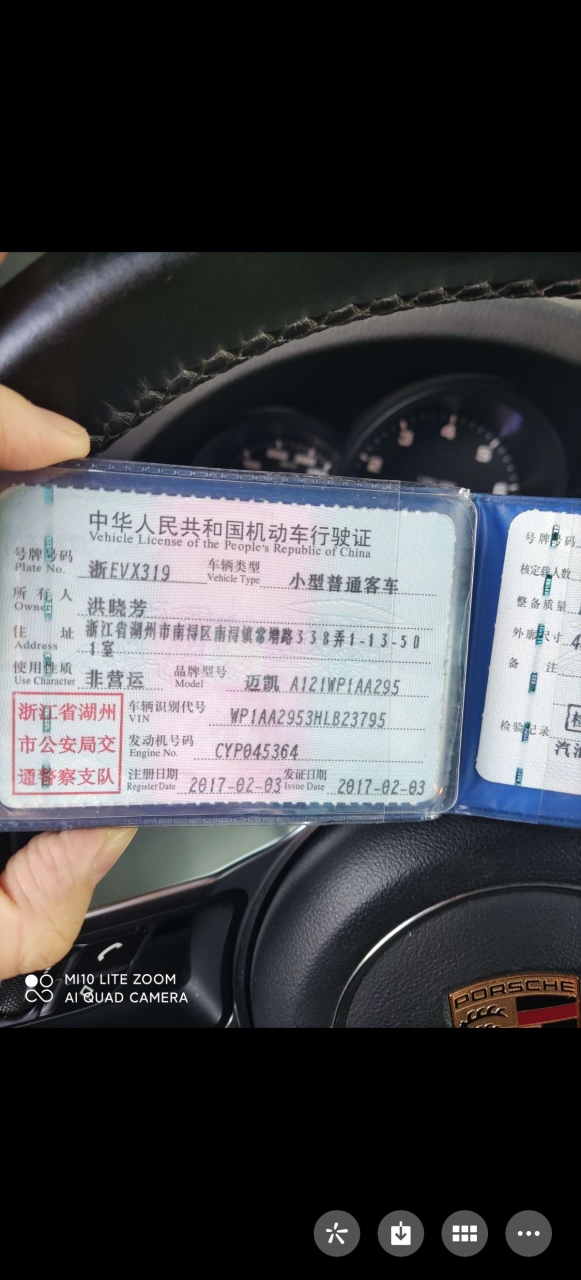 中华人民共和国机动车行驶证
Vehicle License of the People's Republic of China
号牌号码 浙EVX319 车辆类型 小型普通客车
Plate No. Vehicle Type
所有人 洪晓芳
Owner
住址 浙江省湖州市南浔区南浔镇常增路338弄1-13-50
Address 1室
使用性质 非营运 品牌型号 迈凯 A121WP1AA295
Use Character Model
浙江省湖州
市公安局交
通警察支队
车辆识别代号 WP1AA2953HLB23795
VIN
发动机号码 CYP045364
Engine No.
注册日期 2017-02-03 发证日期 2017-02-03
Register Date Issue Date
号牌号码
核定载人数
整备质量
外廓尺寸 4
备注
检验记录
汽油
3
4
PORSCHE
MI10 LITE ZOOM
AI QUAD CAMERA